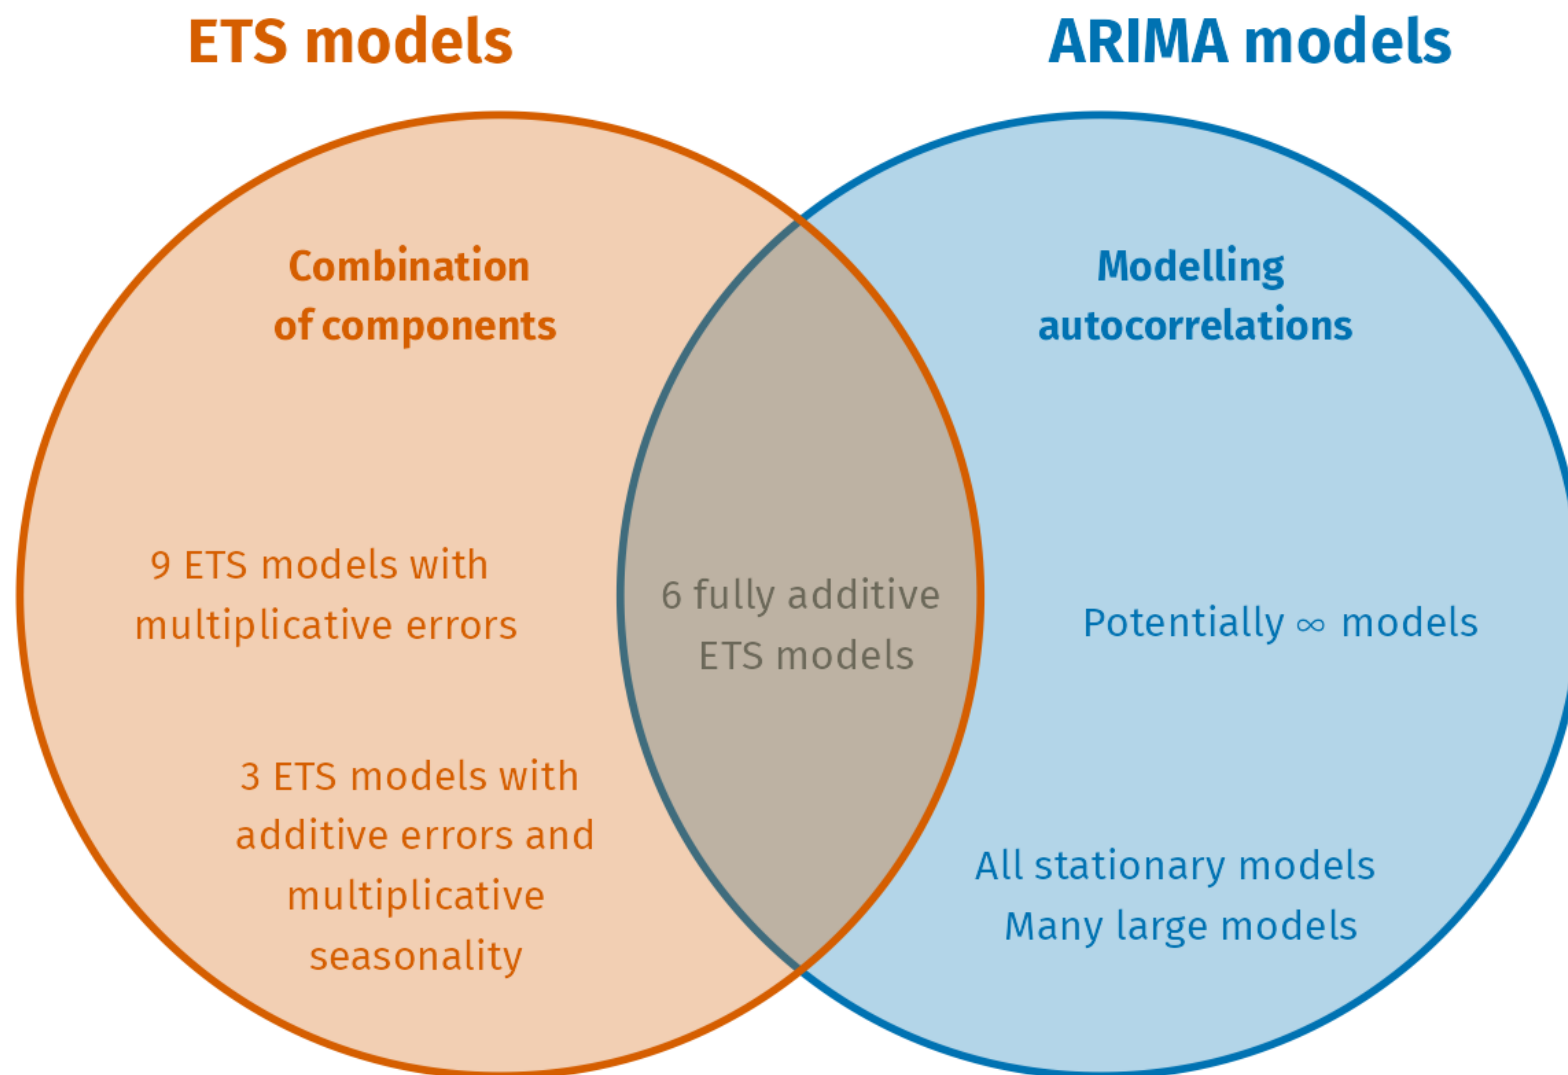 ETS models
ARIMA models
Combination
of components
Modelling
autocorrelations
9 ETS models with
multiplicative errors
6 fully additive
ETS models
Potentially ∞ models
3 ETS models with
additive errors and
multiplicative
seasonality
All stationary models
Many large models